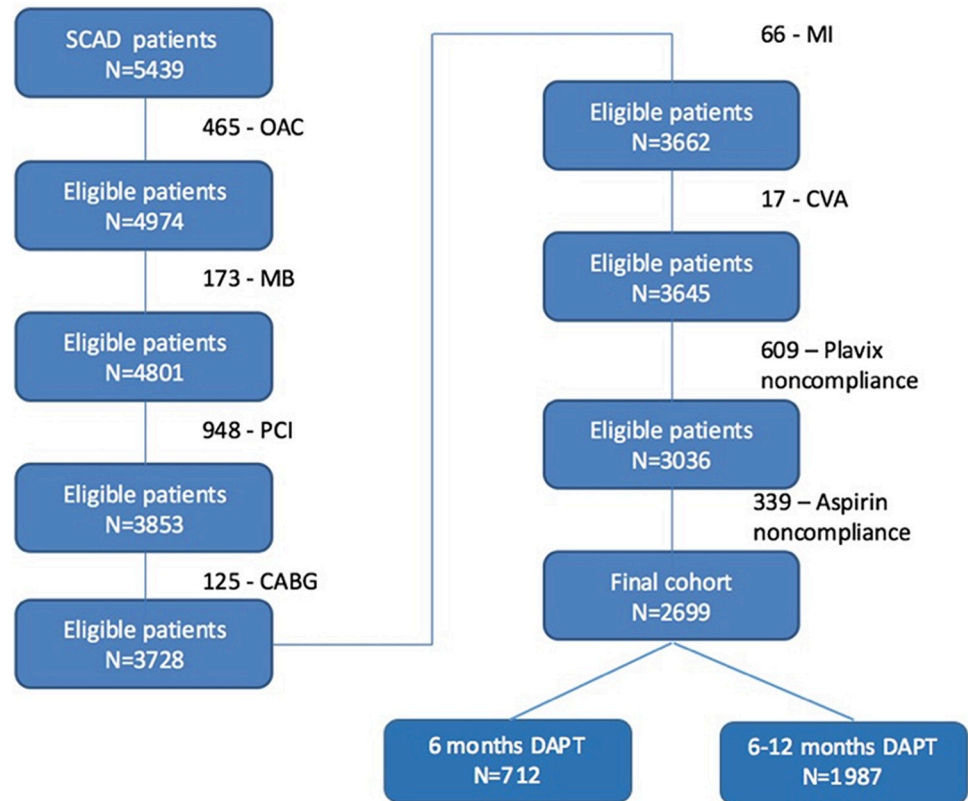 SCAD patients
N=5439
465 - OAC
Eligible patients
N=4974
173 - MB
Eligible patients
N=4801
948 - PCI
Eligible patients
N=3853
125 - CABG
Eligible patients
N=3728
66 - MI
Eligible patients
N=3662
17 - CVA
Eligible patients
N=3645
609 – Plavix
noncompliance
Eligible patients
N=3036
339 – Aspirin
noncompliance
Final cohort
N=2699
6 months DAPT
N=712
6-12 months DAPT
N=1987